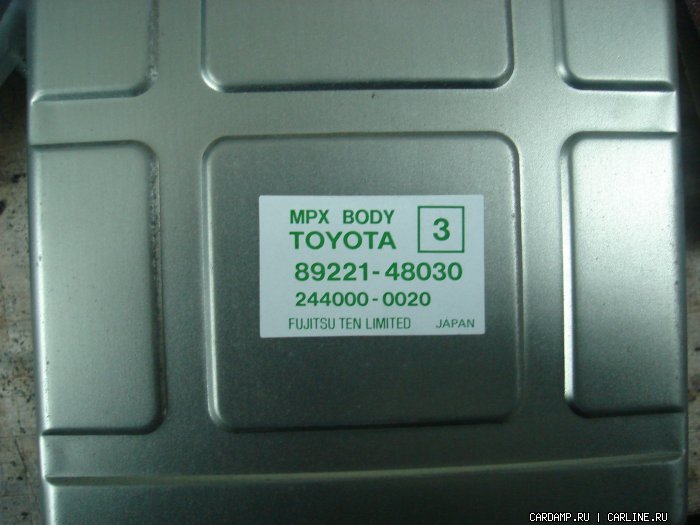 MPX BODY
TOYOTA 3
89221-48030
244000-0020
FUJITSU TEN LIMITED JAPAN
CARDAMP.RU | CARLINE.RU